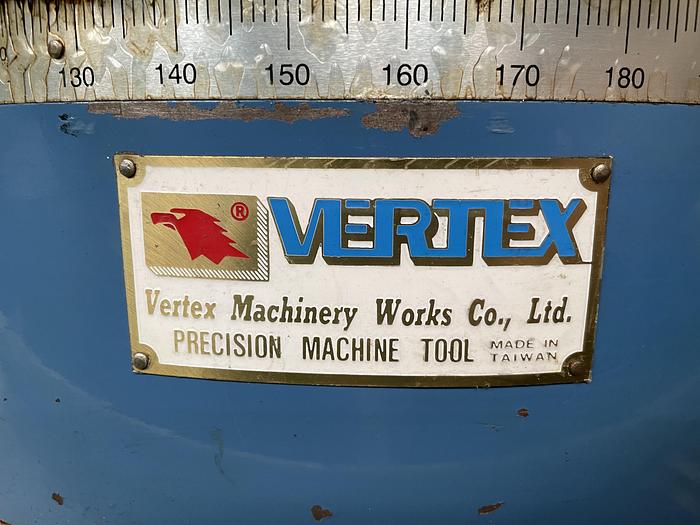 130 140 150 160 170 180
® VERTEX
Vertex Machinery Works Co., Ltd.
PRECISION MACHINE TOOL MADE IN
TAIWAN